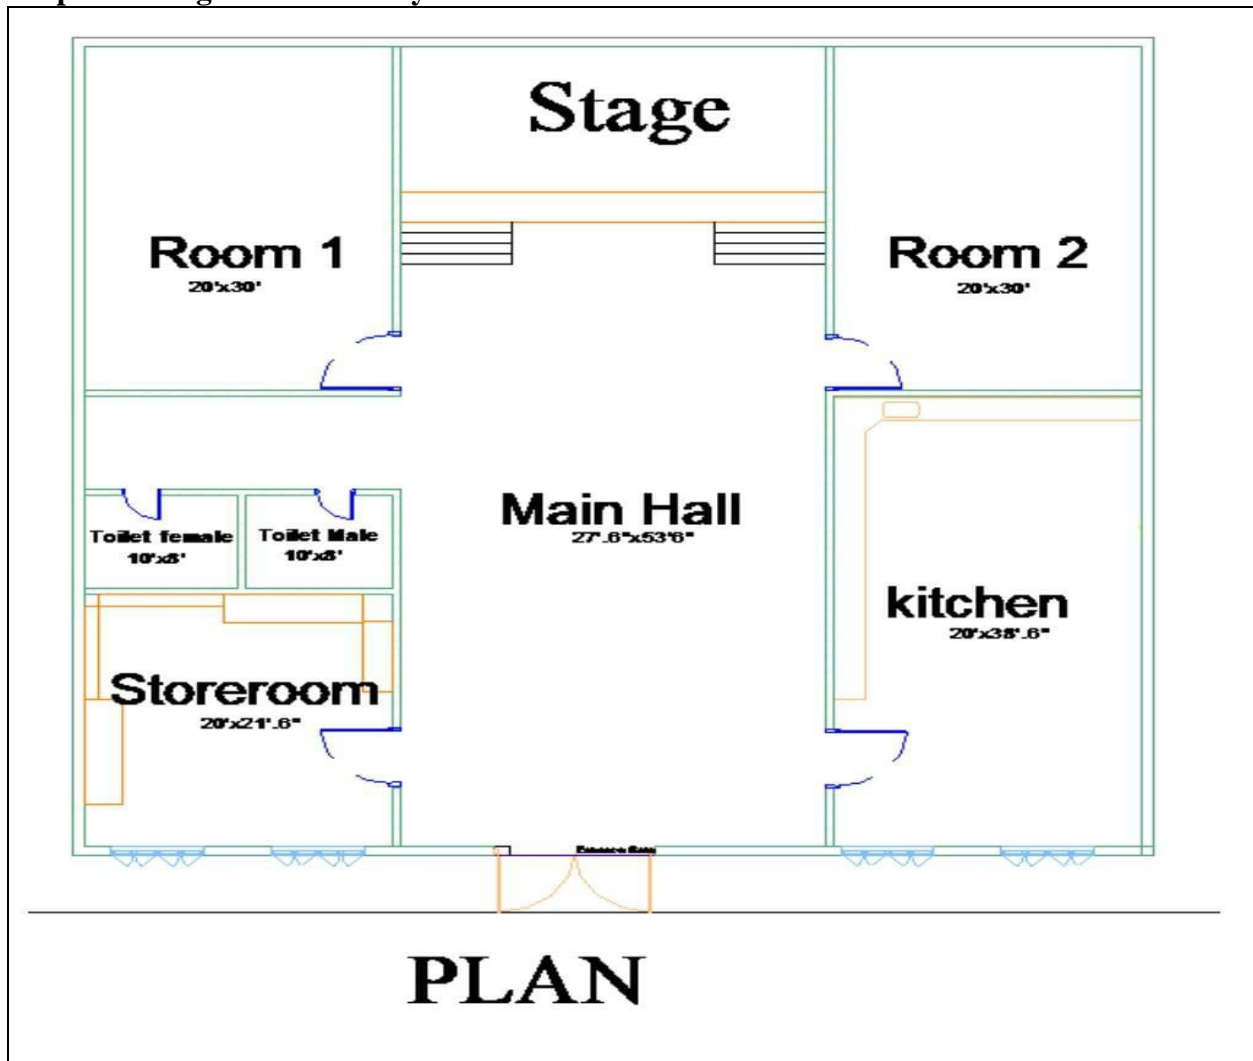 Stage
Room 1
20'x30'
Room 2
20'x30'
Main Hall
27'.6"x53'6"
Toilet female
10'x8'
Toilet Male
10'x8'
kitchen
20'x38'.6"
Storeroom
20'x21'.6"
PLAN